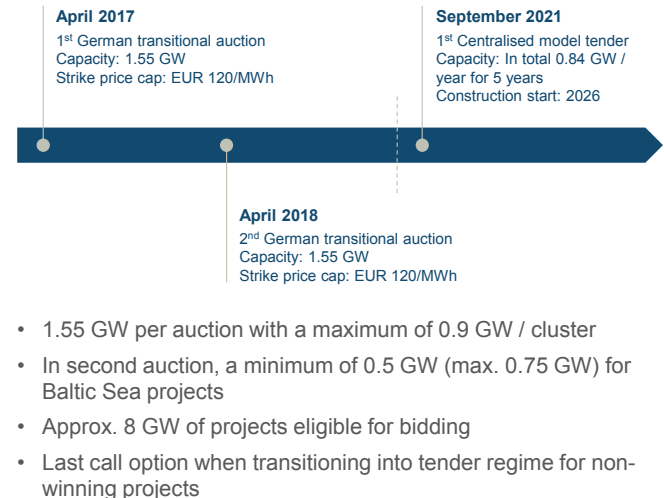 April 2017
1st German transitional auction
Capacity: 1.55 GW
Strike price cap: EUR 120/MWh
September 2021
1st Centralised model tender
Capacity: In total 0.84 GW /
year for 5 years
Construction start: 2026
April 2018
2nd German transitional auction
Capacity: 1.55 GW
Strike price cap: EUR 120/MWh
• 1.55 GW per auction with a maximum of 0.9 GW / cluster
• In second auction, a minimum of 0.5 GW (max. 0.75 GW) for
Baltic Sea projects
• Approx. 8 GW of projects eligible for bidding
• Last call option when transitioning into tender regime for non-
winning projects